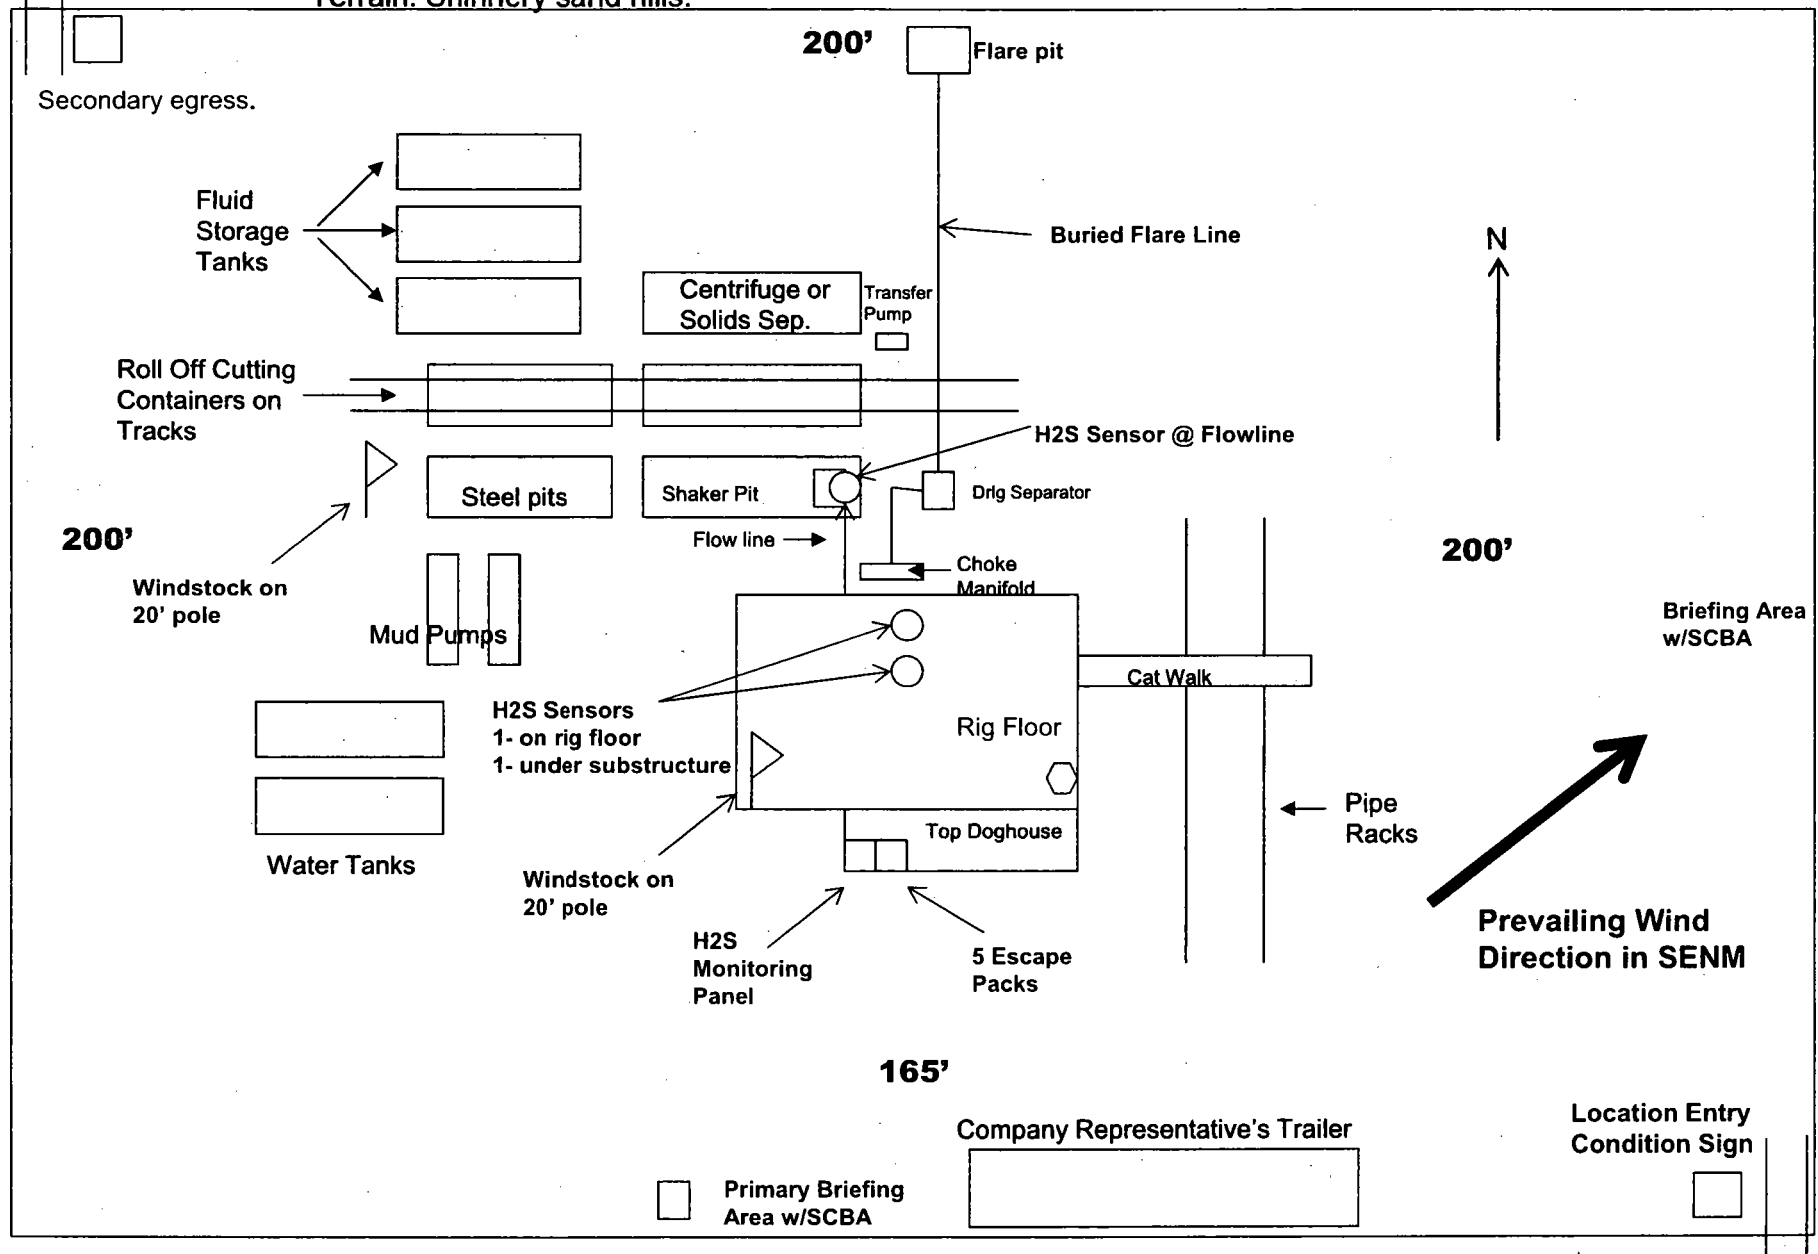 Terrain: Shinnery sand hills.
200’
Flare pit
Secondary egress.
Fluid
Storage
Tanks
Buried Flare Line
N
Centrifuge or
Solids Sep.
Transfer
Pump
Roll Off Cutting
Containers on
Tracks
H2S Sensor @ Flowline
Steel pits
Shaker Pit
Drlg Separator
200’
Flow line
200’
Windstock on
20’ pole
Choke
Manifold
Briefing Area
w/SCBA
Mud Pumps
Cat Walk
H2S Sensors
1- on rig floor
1- under substructure
Rig Floor
Pipe
Racks
Top Doghouse
Water Tanks
Windstock on
20’ pole
H2S
Monitoring
Panel
5 Escape
Packs
Prevailing Wind
Direction in SENM
165’
Location Entry
Condition Sign
Company Representative’s Trailer
Primary Briefing
Area w/SCBA